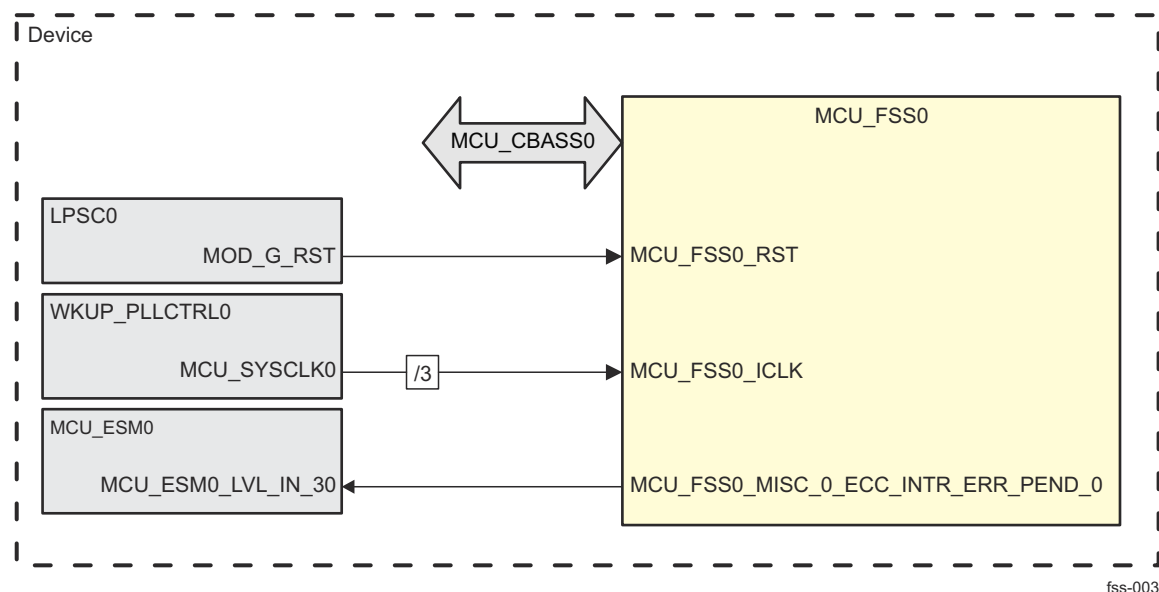 Device
MCU_FSS0
MCU_CBASS0
LPSC0
MOD_G_RST
MCU_FSS0_RST
WKUP_PLLCTRL0
MCU_SYSCLK0
/3
MCU_FSS0_ICLK
MCU_ESM0
MCU_ESM0_LVL_IN_30
MCU_FSS0_MISC_0_ECC_INTR_ERR_PEND_0
fss-003